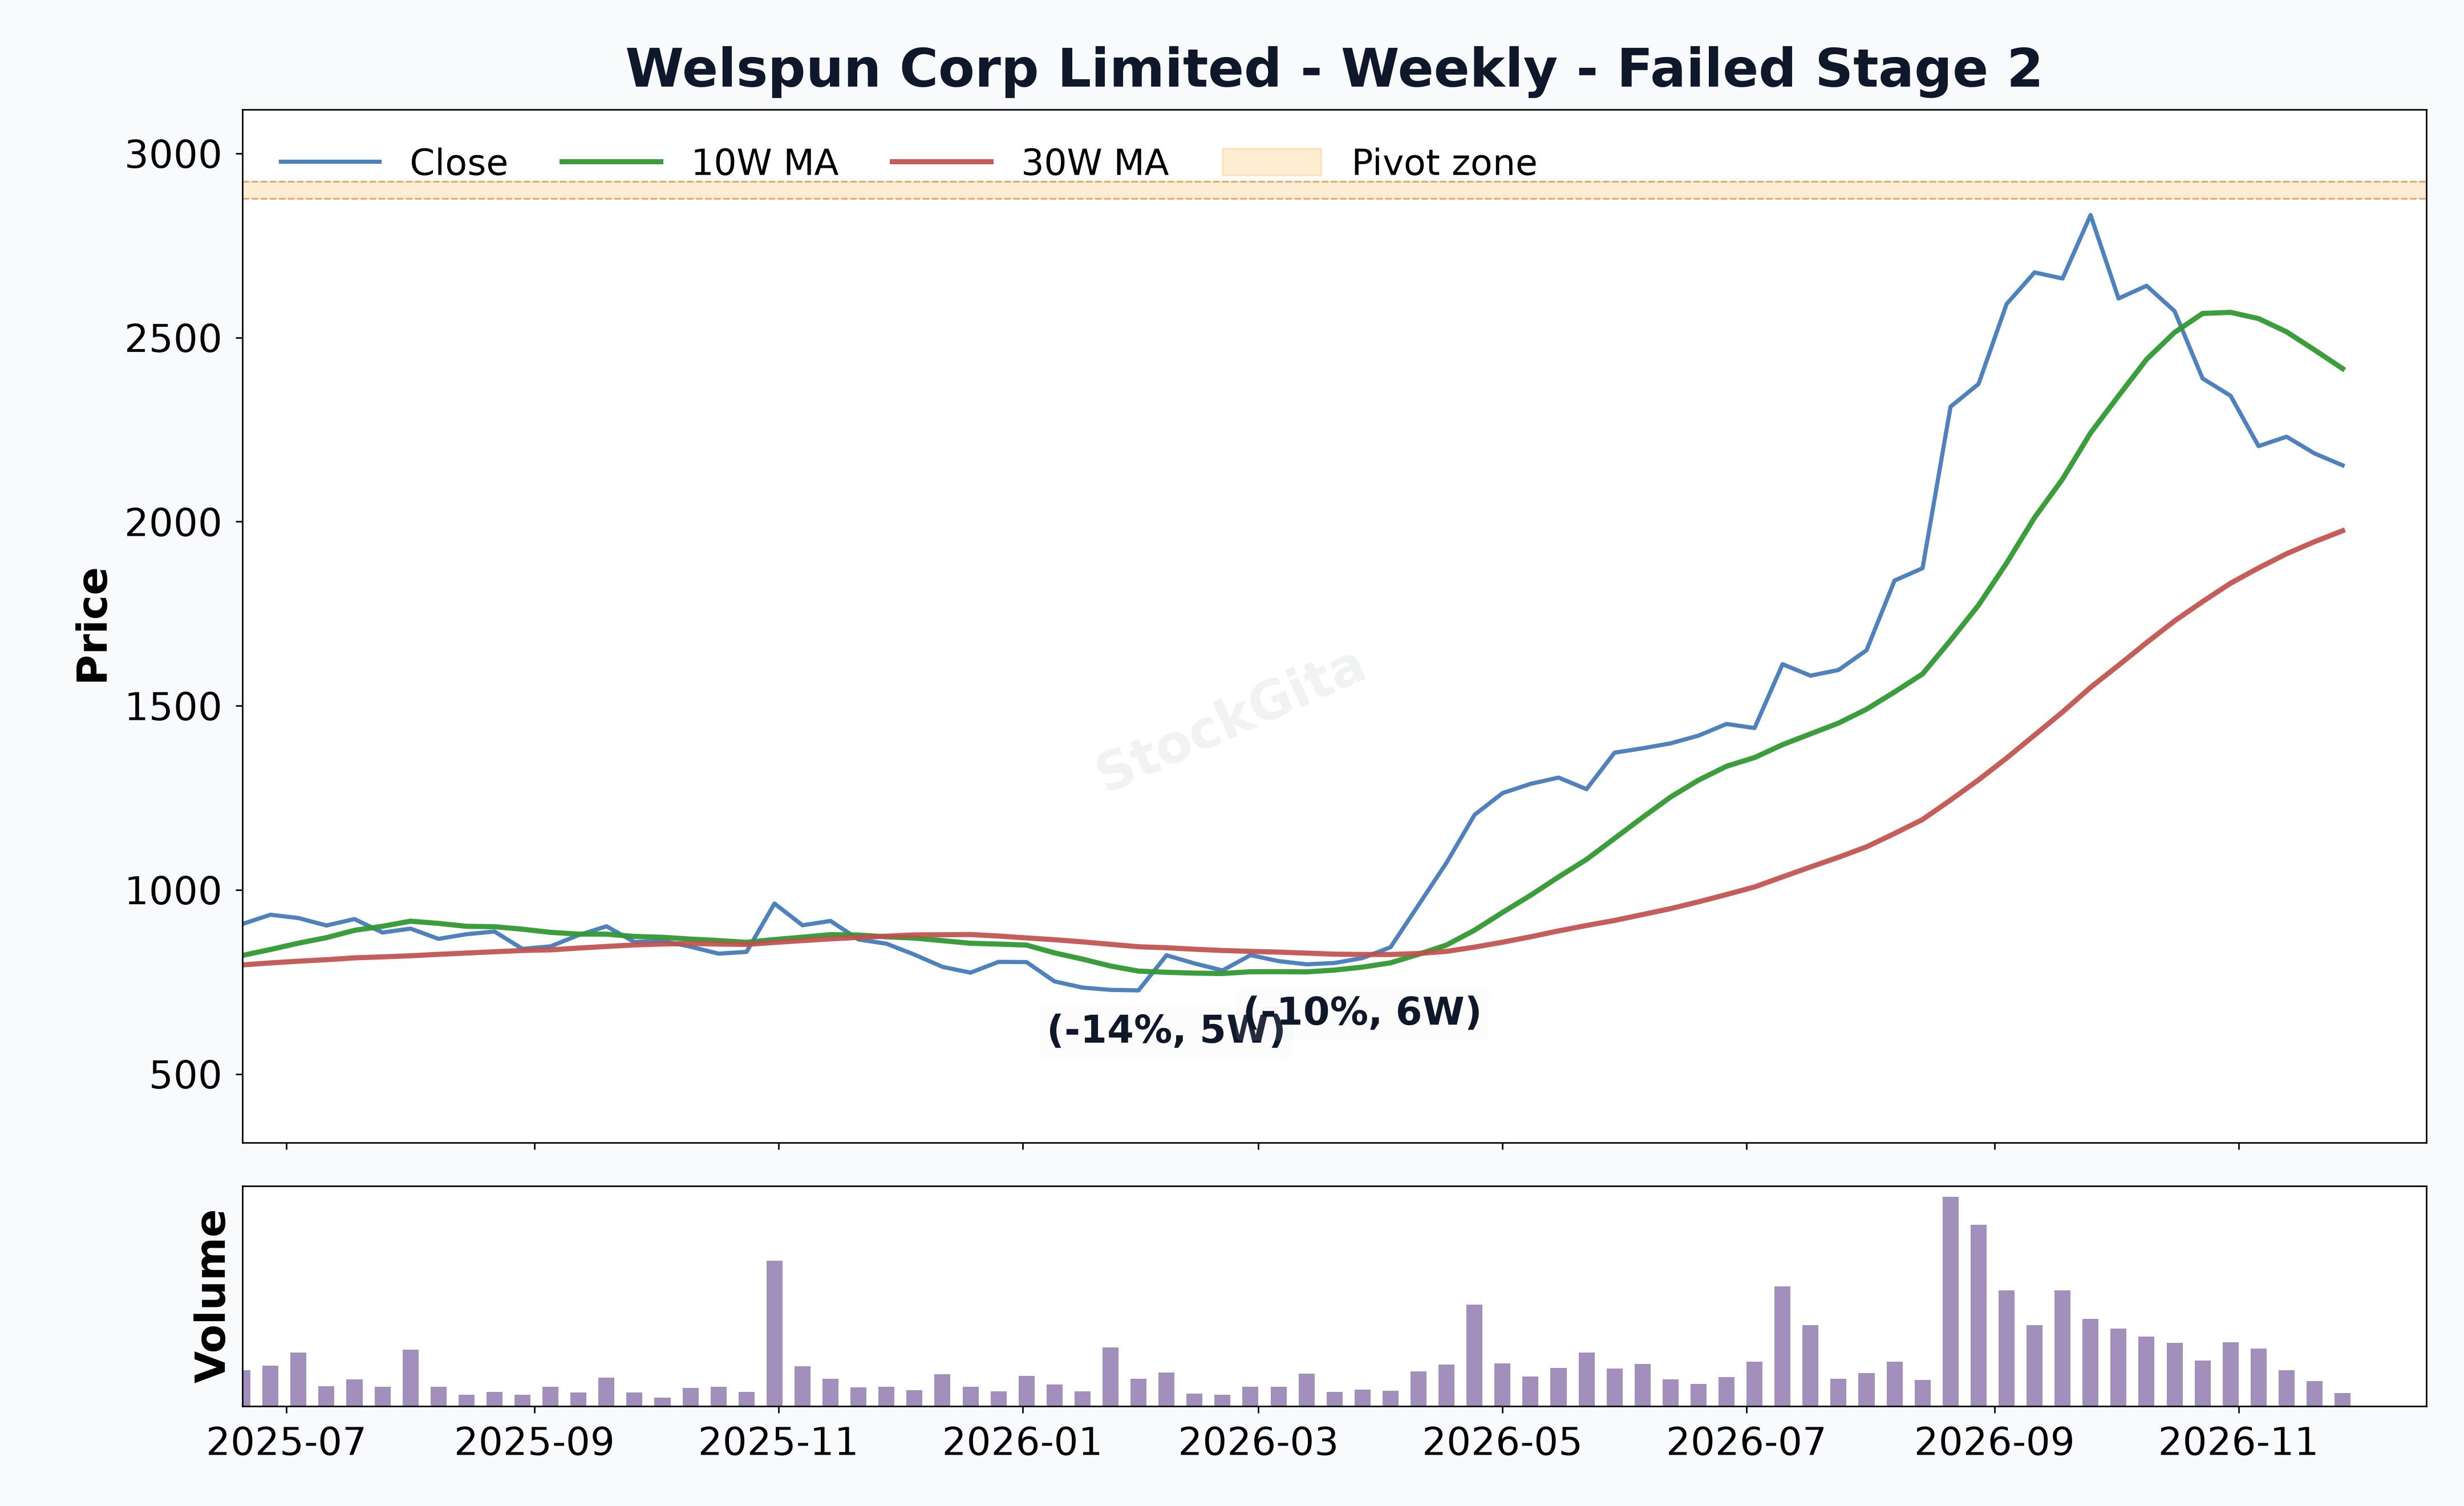 Welspun Corp Limited - Weekly - Failed Stage 2
Close 10W MA 30W MA Pivot zone
3000
2500
2000
1500
1000
500
Price
StockGita
(-14%, 5W)
(-10%, 6W)
Volume
2025-07 2025-09 2025-11 2026-01 2026-03 2026-05 2026-07 2026-09 2026-11